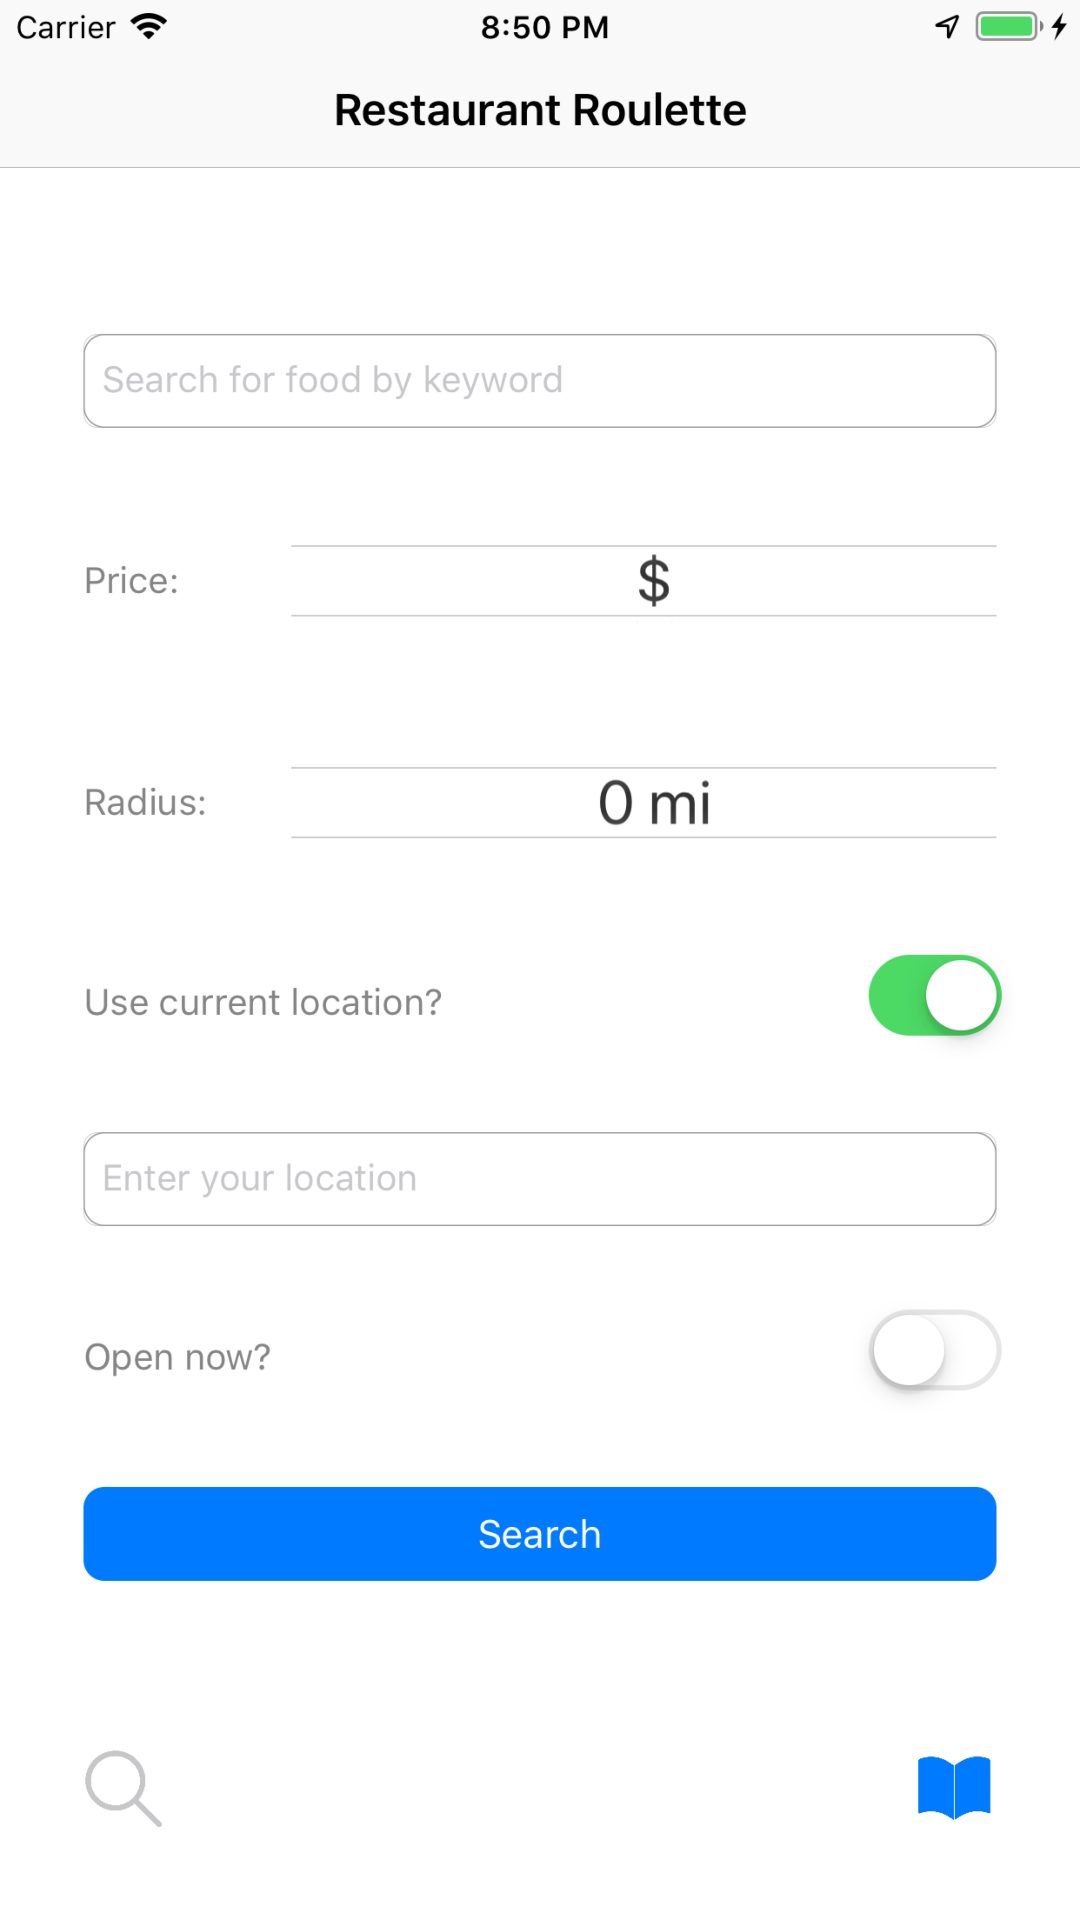 Carrier 8:50 PM
Restaurant Roulette
Search for food by keyword
Price: $
Radius: 0 mi
Use current location?
Enter your location
Open now?
Search